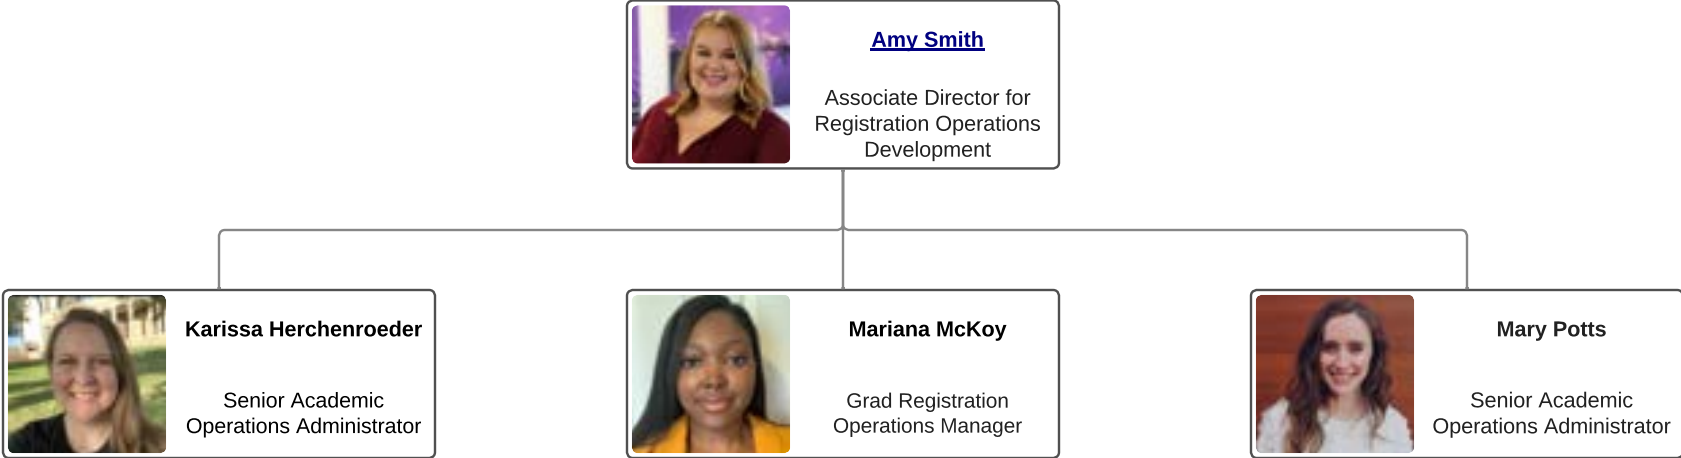 Amy Smith
Associate Director for
Registration Operations
Development
Karissa Herchenroeder
Senior Academic
Operations Administrator
Mariana McKoy
Grad Registration
Operations Manager
Mary Potts
Senior Academic
Operations Administrator